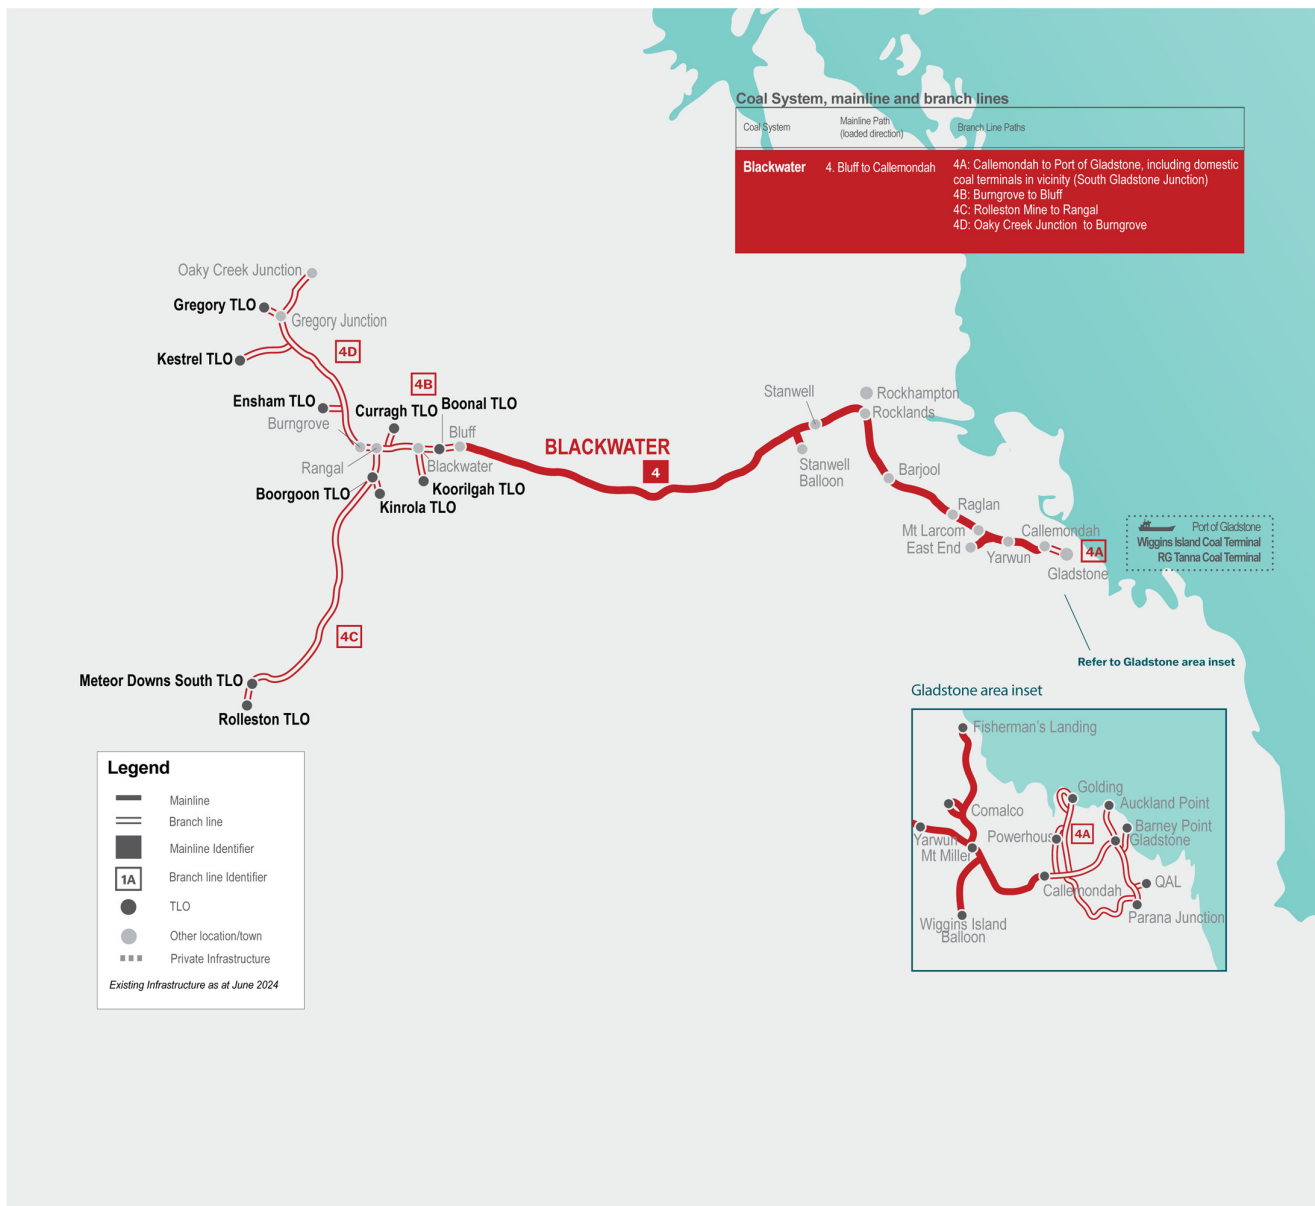 Coal System, mainline and branch lines
Coal System
Mainline Path
(loaded direction)
Branch Line Paths
Blackwater
4. Bluff to Callemondah
4A: Callemondah to Port of Gladstone, including domestic
coal terminals in vicinity (South Gladstone Junction)
4B: Burngrove to Bluff
4C: Rolleston Mine to Rangal
4D: Oaky Creek Junction to Burngrove
Oaky Creek Junction
Gregory TLO
Gregory Junction
4D
Kestrel TLO
4B
Ensham TLO
Curragh TLO
Boonal TLO
Burngrove
Bluff
Rangal
Blackwater
Boorgoon TLO
Koorilgah TLO
Kinrola TLO
BLACKWATER
4
Stanwell
Rockhampton
Rocklands
Stanwell
Balloon
Barjool
Raglan
Mt Larcom
East End
Callemondah
Yarwun
4A
Gladstone
Port of Gladstone
Wiggins Island Coal Terminal
RG Tanna Coal Terminal
4C
Refer to Gladstone area inset
Meteor Downs South TLO
Rolleston TLO
Gladstone area inset
Fisherman's Landing
Golding
Comalco
Auckland Point
Yarwun
Powerhous
4A
Barney Point
Gladstone
Mt Miller
Callemondah
QAL
Parana Junction
Wiggins Island
Balloon
Legend
Mainline
Branch line
Mainline Identifier
1A
Branch line Identifier
TLO
Other location/town
Private Infrastructure
Existing Infrastructure as at June 2024